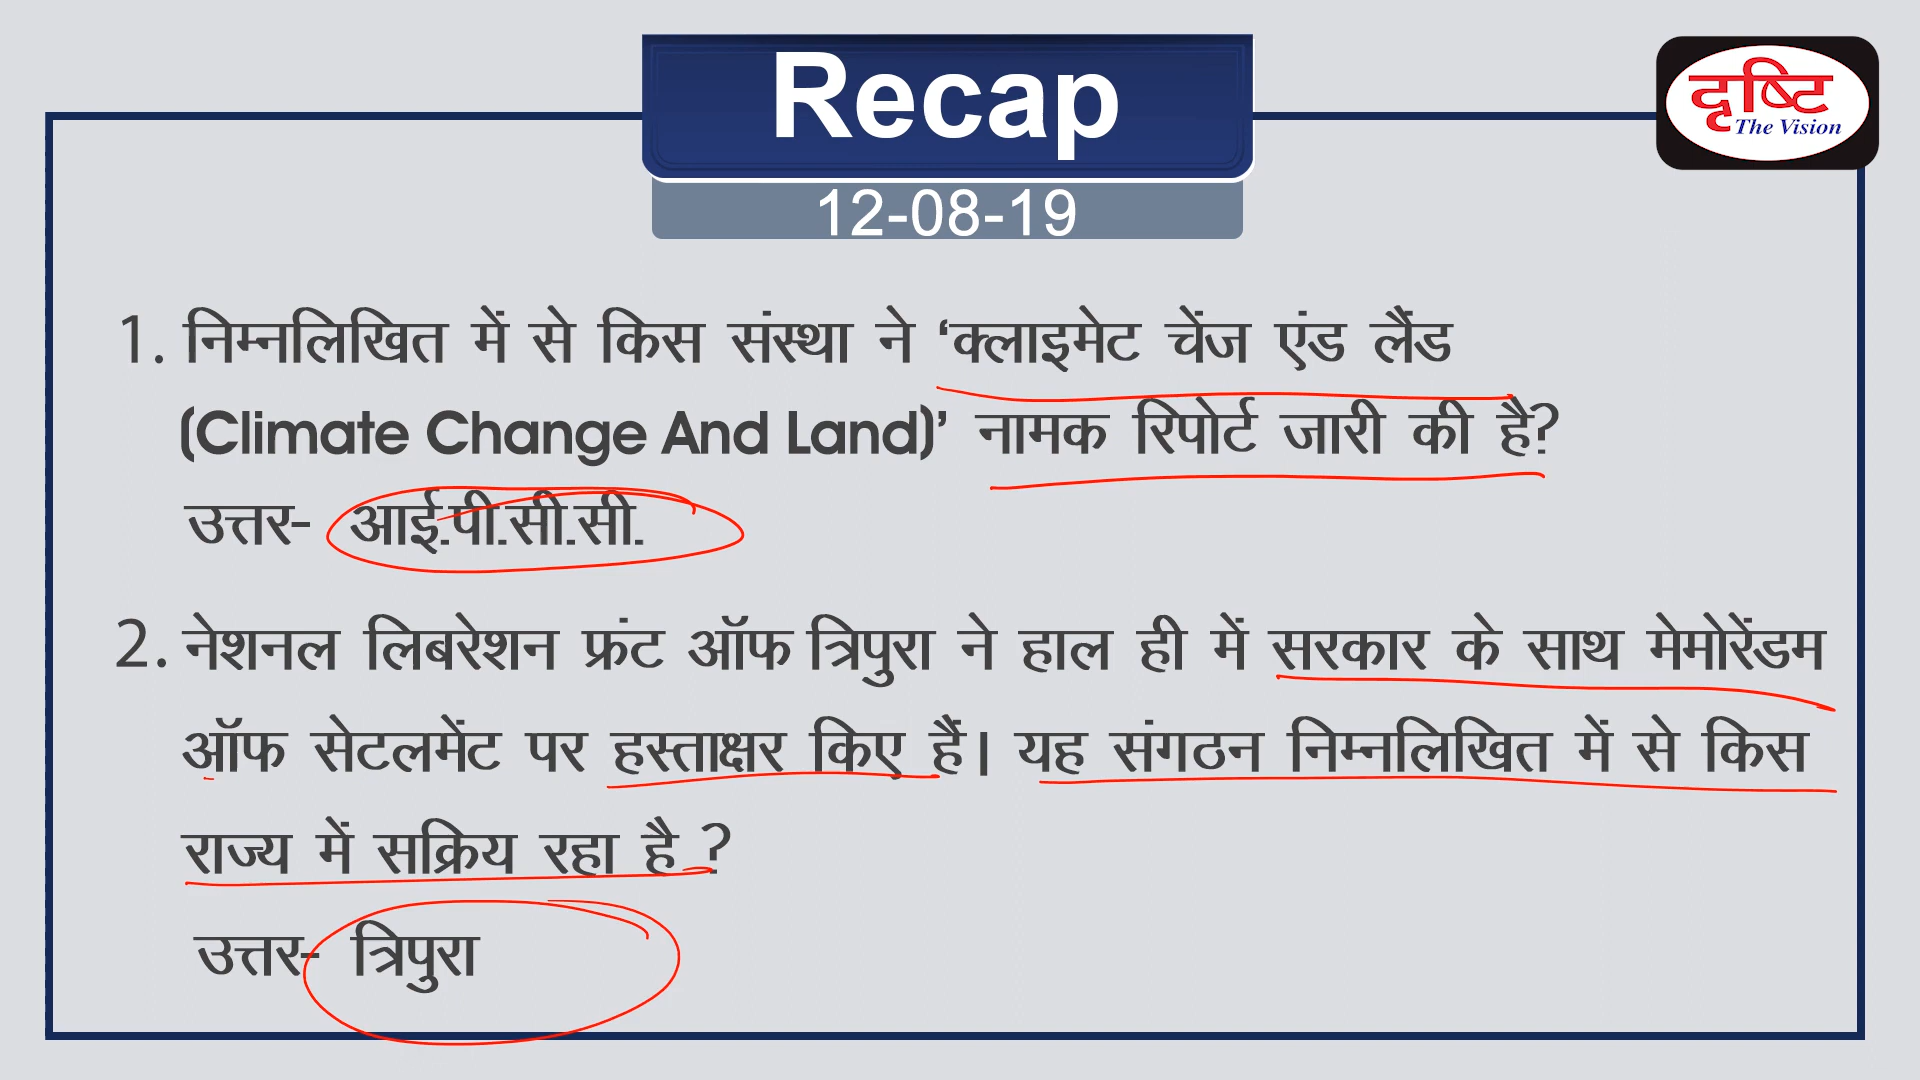 Recap
दृष्टि
The Vision
12-08-19
1. निम्नलिखित में से किस संस्था ने ‘क्लाइमेट चेंज एंड लैंड
(Climate Change And Land)’ नामक रिपोर्ट जारी की है?
उत्तर- आई.पी.सी.सी.
2. नेशनल लिबरेशन फ्रंट ऑफ त्रिपुरा ने हाल ही में सरकार के साथ मेमोरेंडम
ऑफ सेटलमेंट पर हस्ताक्षर किए हैं। यह संगठन निम्नलिखित में से किस
राज्य में सक्रिय रहा है ?
उत्तर- त्रिपुरा